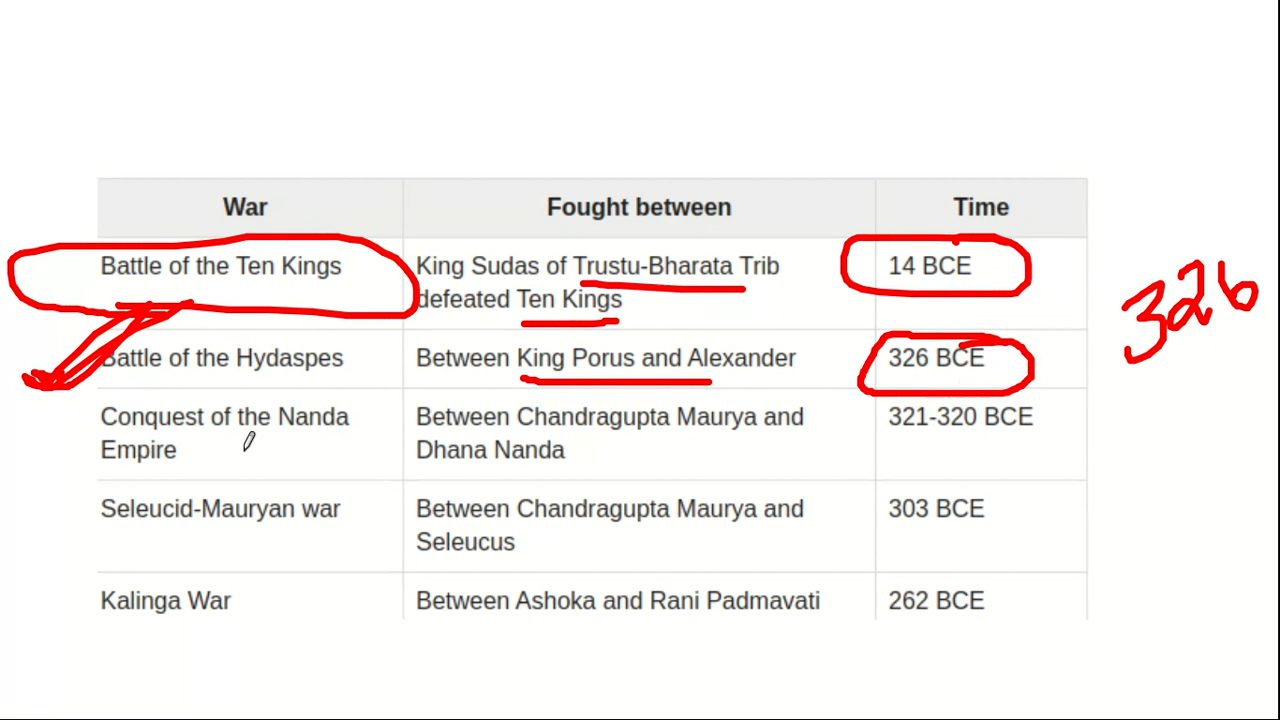 War Fought between Time
Battle of the Ten Kings King Sudas of Trustu-Bharata Trib 14 BCE
defeated Ten Kings
326
Battle of the Hydaspes Between King Porus and Alexander 326 BCE
Conquest of the Nanda Between Chandragupta Maurya and 321-320 BCE
Empire Dhana Nanda
Seleucid-Mauryan war Between Chandragupta Maurya and 303 BCE
Seleucus
Kalinga War Between Ashoka and Rani Padmavati 262 BCE